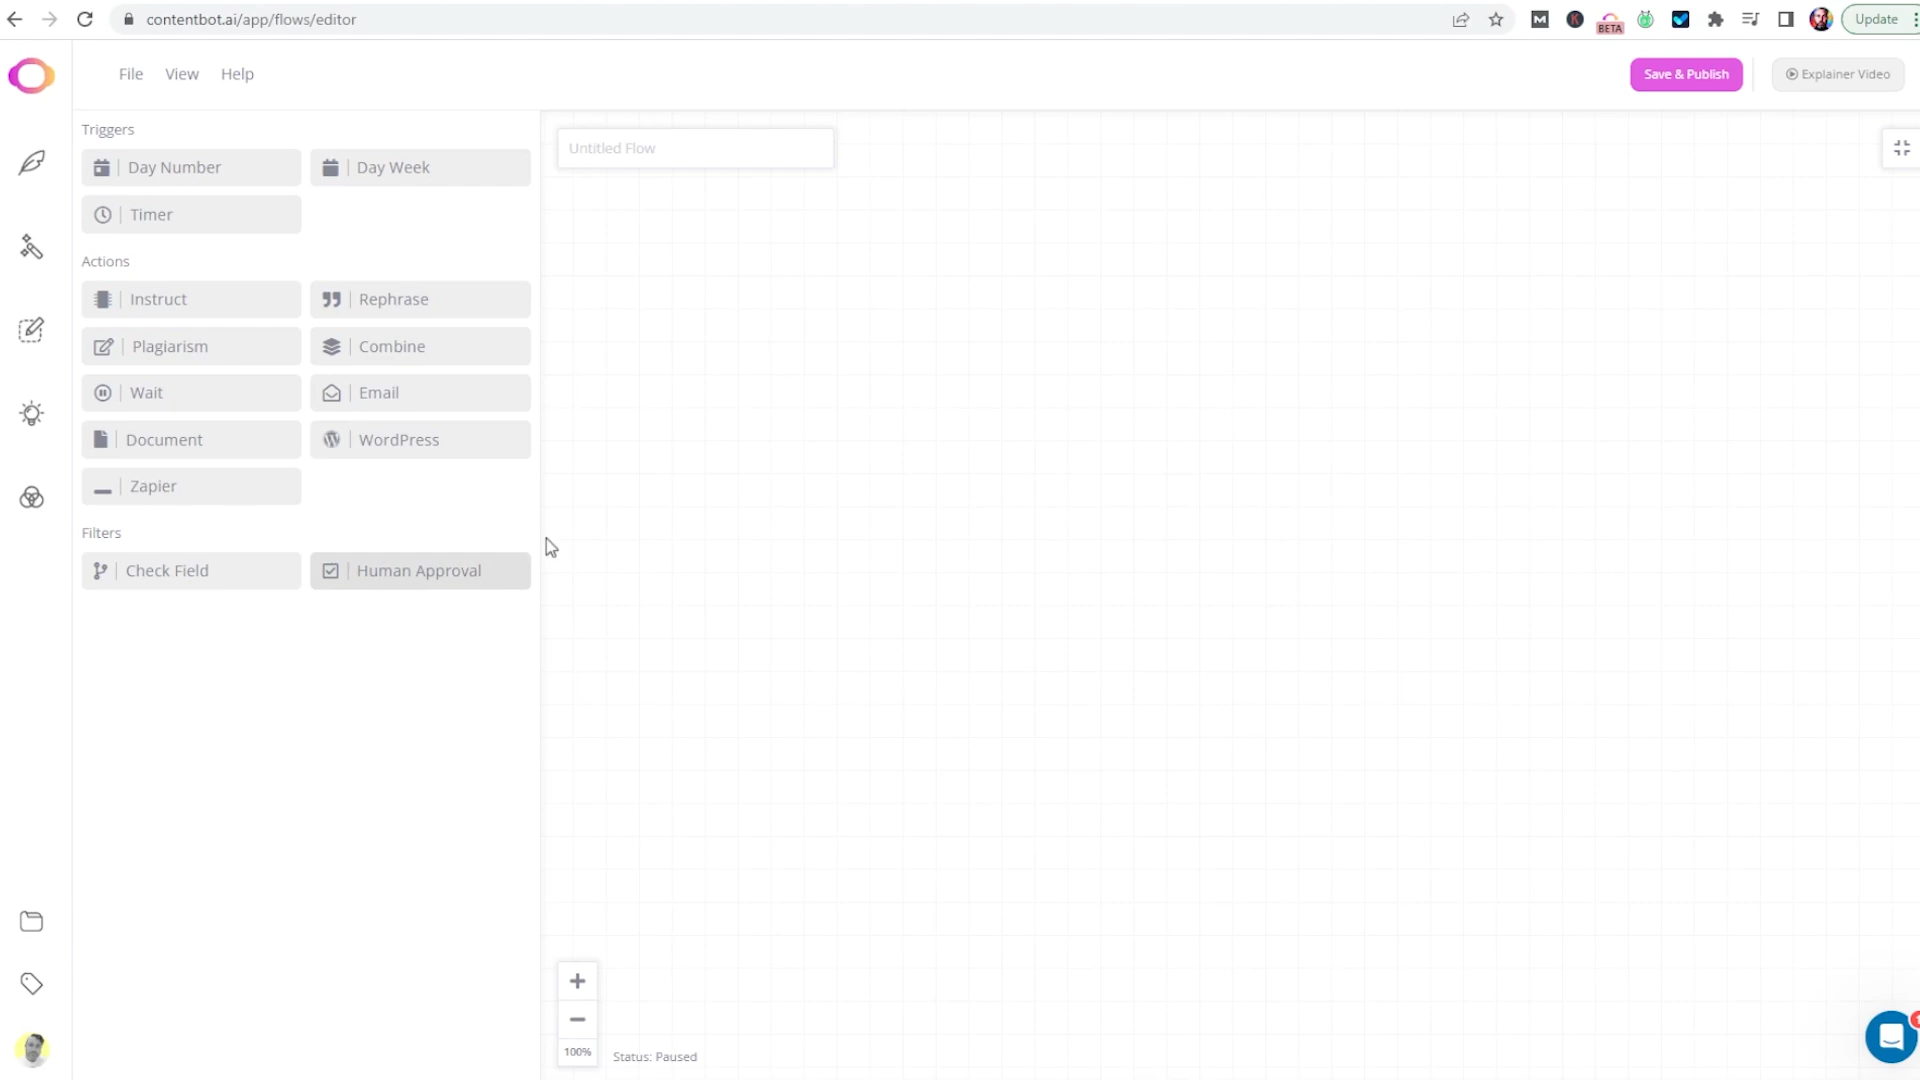 contentbot.ai/app/flows/editor
M
K
BETA
Update
File
View
Help
Save & Publish
Explainer Video
Triggers
Day Number
Day Week
Timer
Untitled Flow
Actions
Instruct
Rephrase
Plagiarism
Combine
Wait
Email
Document
WordPress
Zapier
Filters
Check Field
Human Approval
100%
Status: Paused